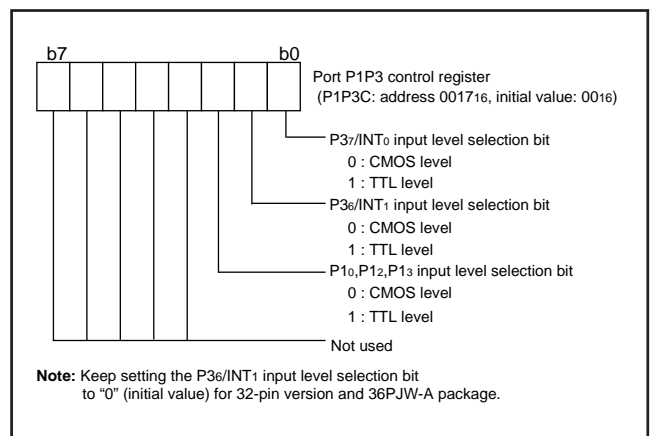 b7 b0
Port P1P3 control register
(P1P3C: address 001716, initial value: 0016)
P37/INT0 input level selection bit
0 : CMOS level
1 : TTL level
P36/INT1 input level selection bit
0 : CMOS level
1 : TTL level
P10,P12,P13 input level selection bit
0 : CMOS level
1 : TTL level
Not used
Note: Keep setting the P36/INT1 input level selection bit
to “0” (initial value) for 32-pin version and 36PJW-A package.